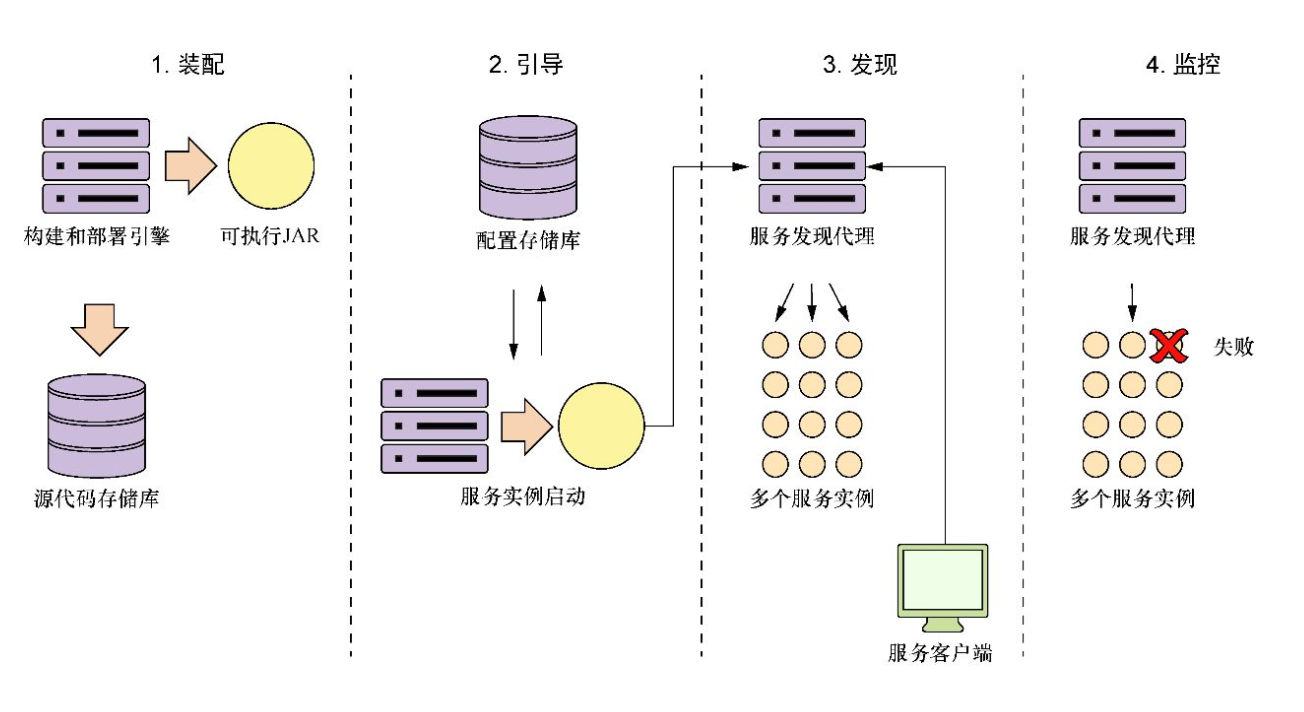 1. 装配
2. 引导
3. 发现
4. 监控
构建和部署引擎
可执行JAR
源代码存储库
配置存储库
服务实例启动
服务发现代理
多个服务实例
服务客户端
服务发现代理
失败
多个服务实例